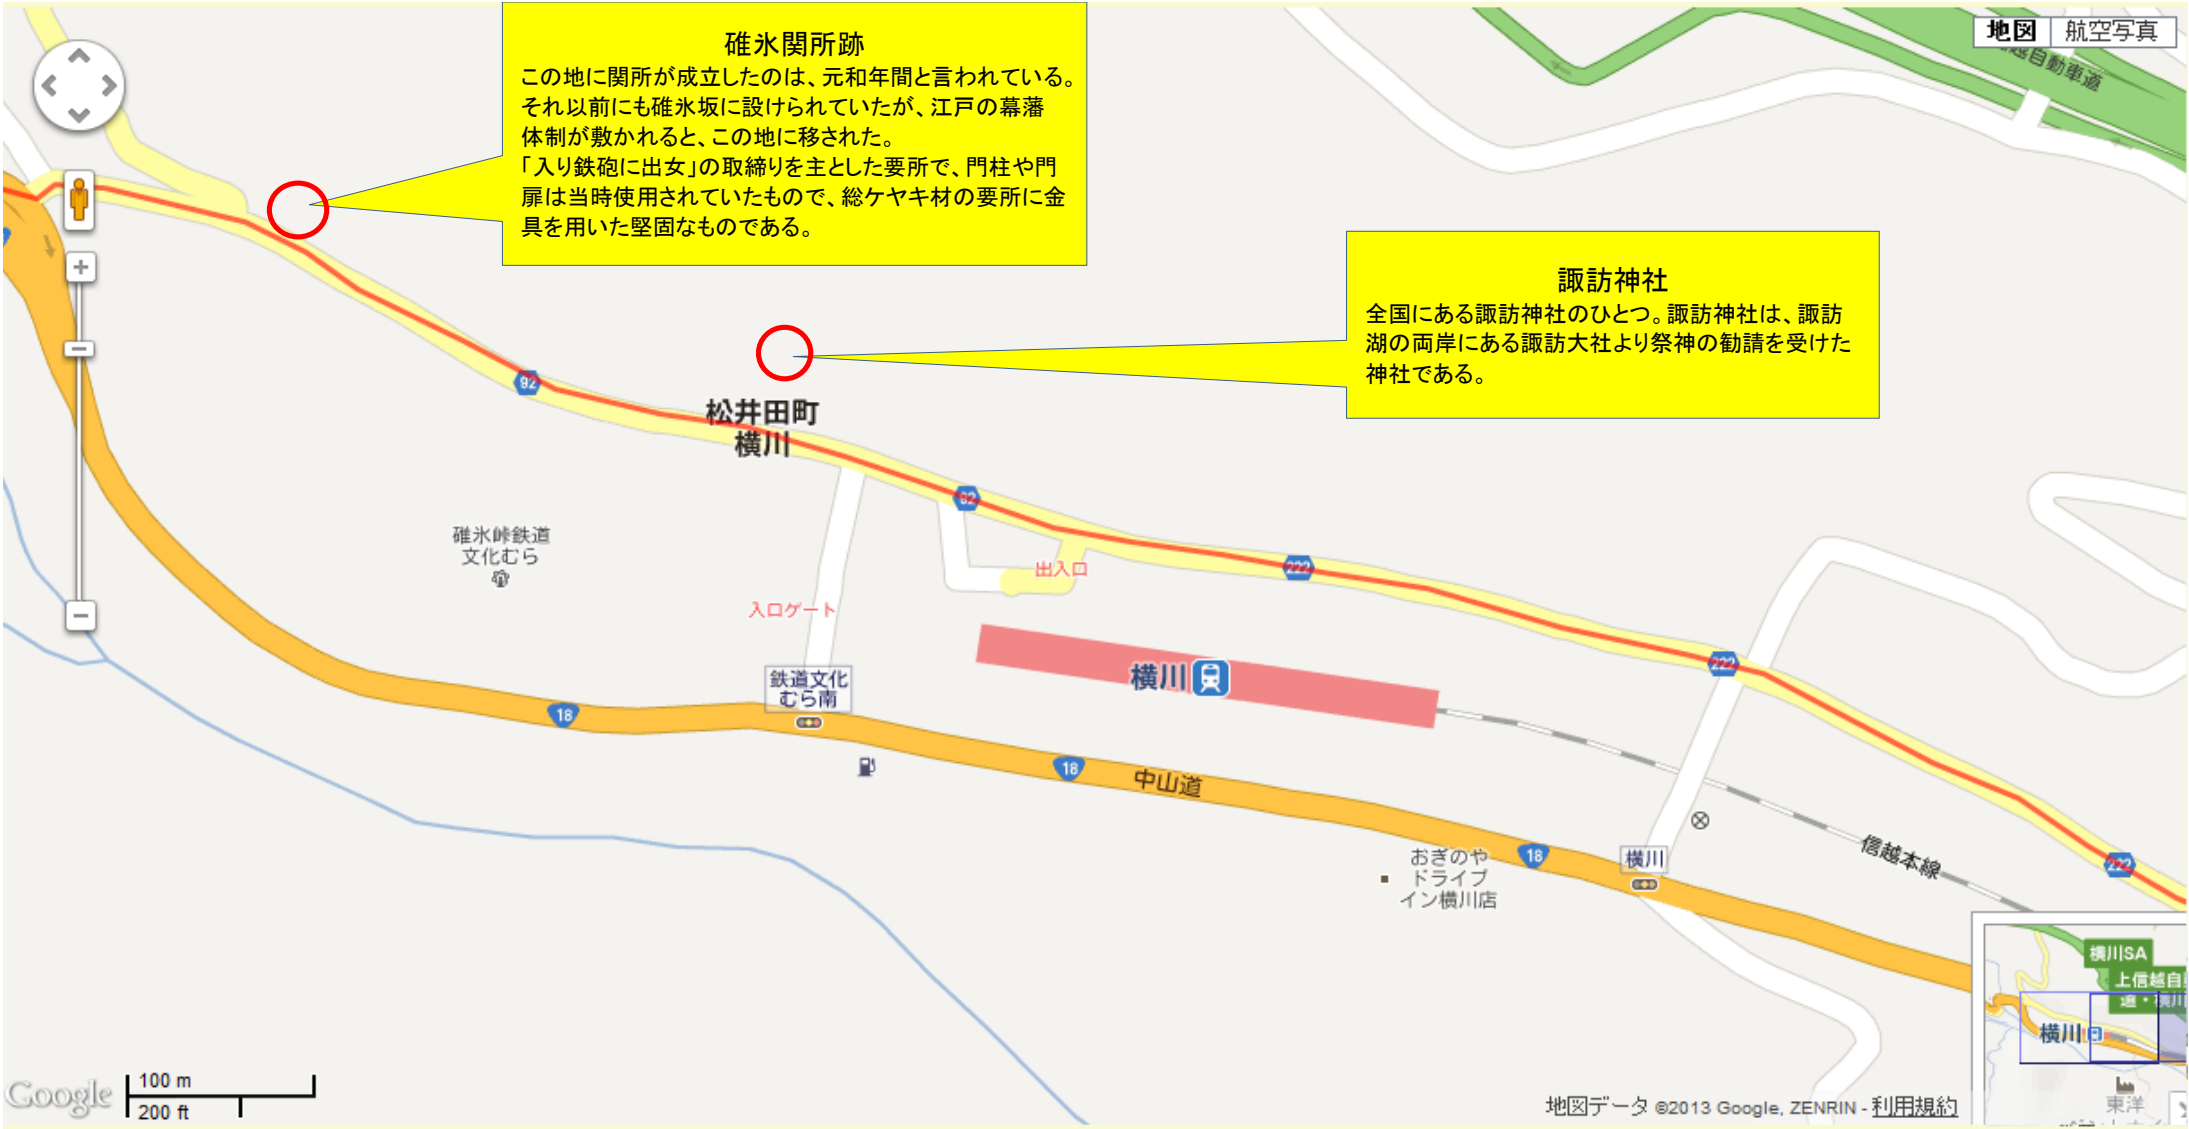 碓氷関所跡
この地に関所が成立したのは、元和年間と言われている。
それ以前にも碓氷坂に設けられていたが、江戸の幕藩
体制が敷かれると、この地に移された。
「入り鉄砲に出女」の取締りを主とした要所で、門柱や門
扉は当時使用されていたもので、総ケヤキ材の要所に金
具を用いた堅固なものである。
地図
航空写真
越自動車道
諏訪神社
全国にある諏訪神社のひとつ。諏訪神社は、諏訪
湖の両岸にある諏訪大社より祭神の勧請を受けた
神社である。
92
松井田町
横川
92
碓氷峠鉄道
文化むら
出入口
222
入口ゲート
222
横川
鉄道文化
むら南
18
18
中山道
18
おぎのや
ドライブ
イン横川店
横川
信越本線
222
横川SA
上信越自
道・横川
横川
東洋
Google
100 m
200 ft
地図データ ©2013 Google, ZENRIN - 利用規約